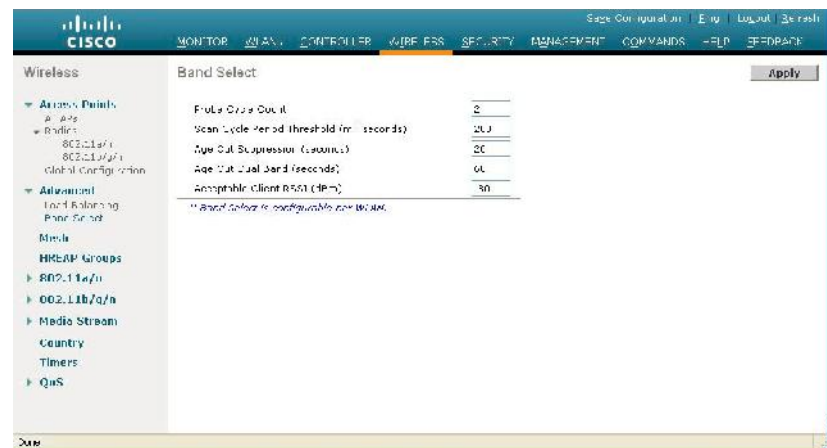 Save Configuration | Ping | Logout | Refresh
CISCO
MONITOR WLANs CONTROLLER WIRELESS SECURITY MANAGEMENT COMMANDS HELP FEEDBACK
Wireless
Band Select
Apply
Access Points
All APs
Radios
802.11a/n
802.11b/g/n
Global Configuration
Advanced
Load Balancing
Band Select
Mesh
HREAP Groups
802.11a/n
802.11b/g/n
Media Stream
Country
Timers
QoS
Probe Cycle Count 2
Scan Cycle Period Threshold (milliseconds) 200
Age Out Suppression (seconds) 20
Age Out Dual Band (seconds) 60
Acceptable Client RSSI (dBm) 80
Band Select is configurable per WLAN.
Done